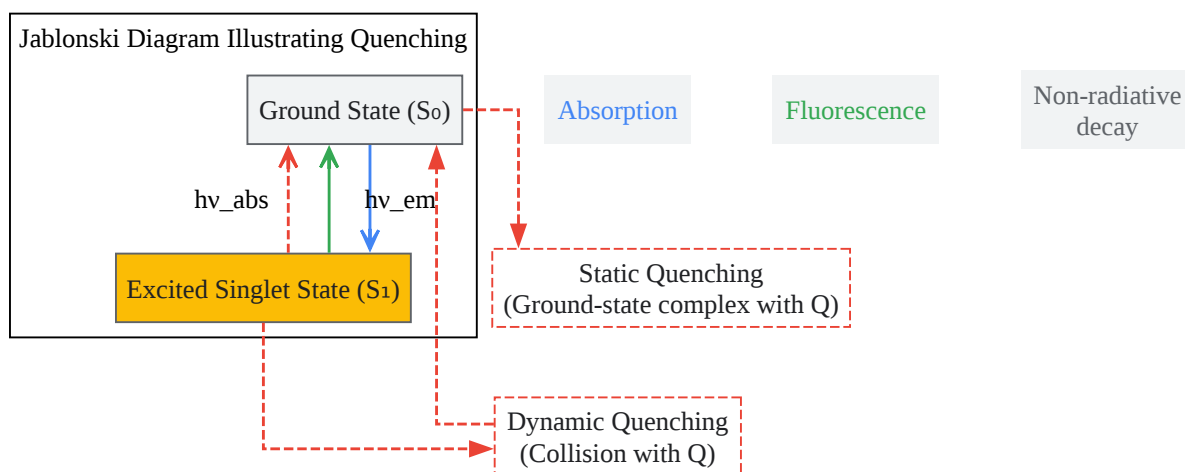 Jablonski Diagram Illustrating Quenching
Ground State (S₀)
Absorption
Fluorescence
Non-radiative
decay
hν_abs
hν_em
Excited Singlet State (S₁)
Static Quenching
(Ground-state complex with Q)
Dynamic Quenching
(Collision with Q)